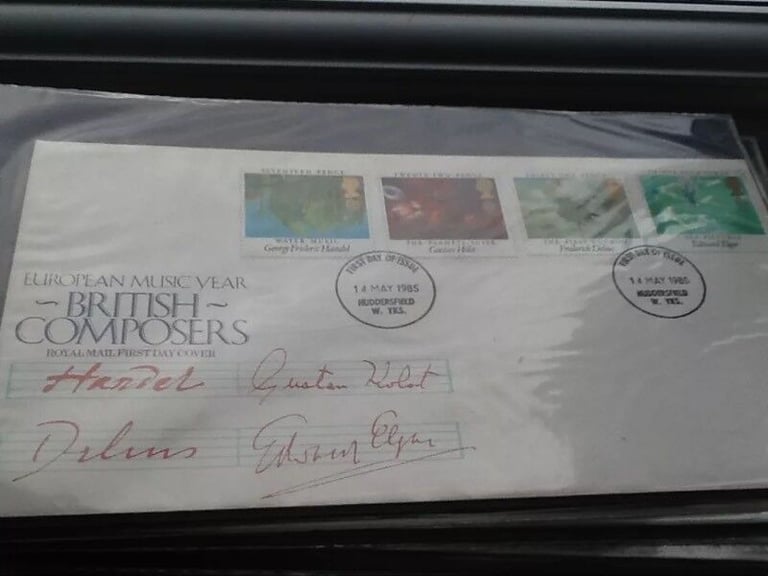 SEVENTEEN PENCE
WATER MUSIC
George Frideric Handel
TWENTY TWO PENCE
THE PLANETS SUITE
Gustav Holst
THE FIRST CUCKOO
Frederick Delius
Edward Elgar
FIRST DAY OF ISSUE
14 MAY 1985
HUDDERSFIELD
W. YKS.
FIRST DAY OF ISSUE
14 MAY 1985
HUDDERSFIELD
W. YKS.
EUROPEAN MUSIC YEAR
~BRITISH~
COMPOSERS
ROYAL MAIL FIRST DAY COVER
Handel Gustav Holst
Delius Edward Elgar